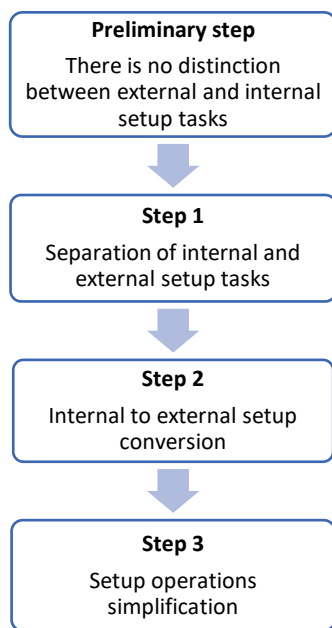 Preliminary step
There is no distinction
between external and internal
setup tasks
Step 1
Separation of internal and
external setup tasks
Step 2
Internal to external setup
conversion
Step 3
Setup operations
simplification